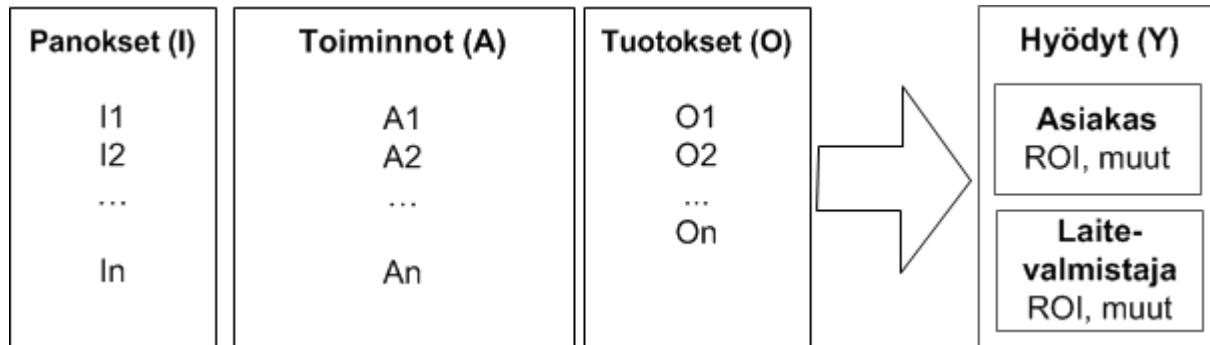 Panokset (I)
I1
I2
...
In
Toiminnot (A)
A1
A2
...
An
Tuotokset (O)
O1
O2
...
On
Hyödyt (Y)
Asiakas
ROI, muut
Laite-
valmistaja
ROI, muut